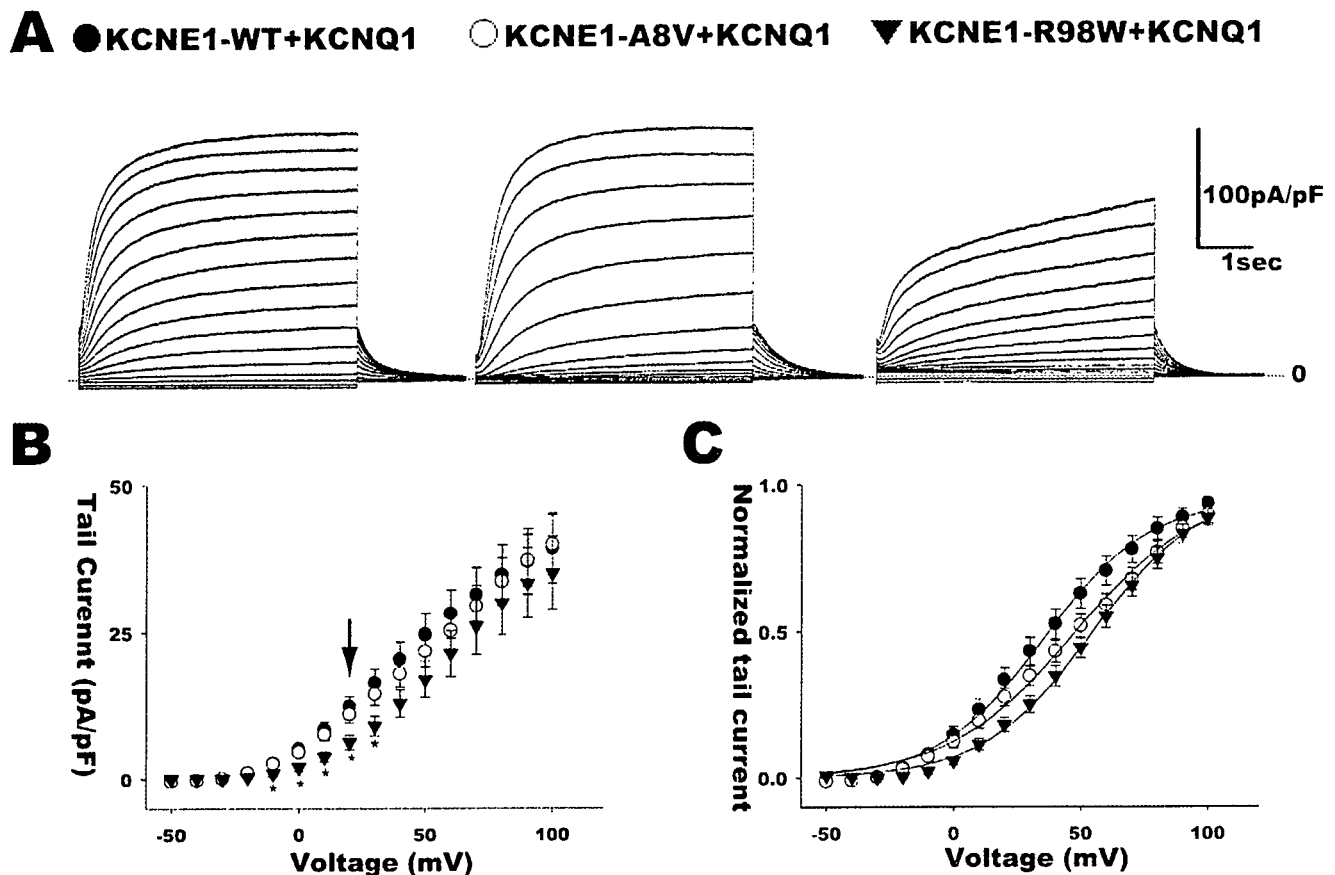 A
KCNE1-WT+KCNQ1
KCNE1-A8V+KCNQ1
KCNE1-R98W+KCNQ1
100pA/pF
1sec
0
B
Tail Curennt (pA/pF)
50
25
0
-50
0
50
100
Voltage (mV)
*
*
*
*
*
C
Normalized tail current
1.0
0.5
0.0
-50
0
50
100
Voltage (mV)